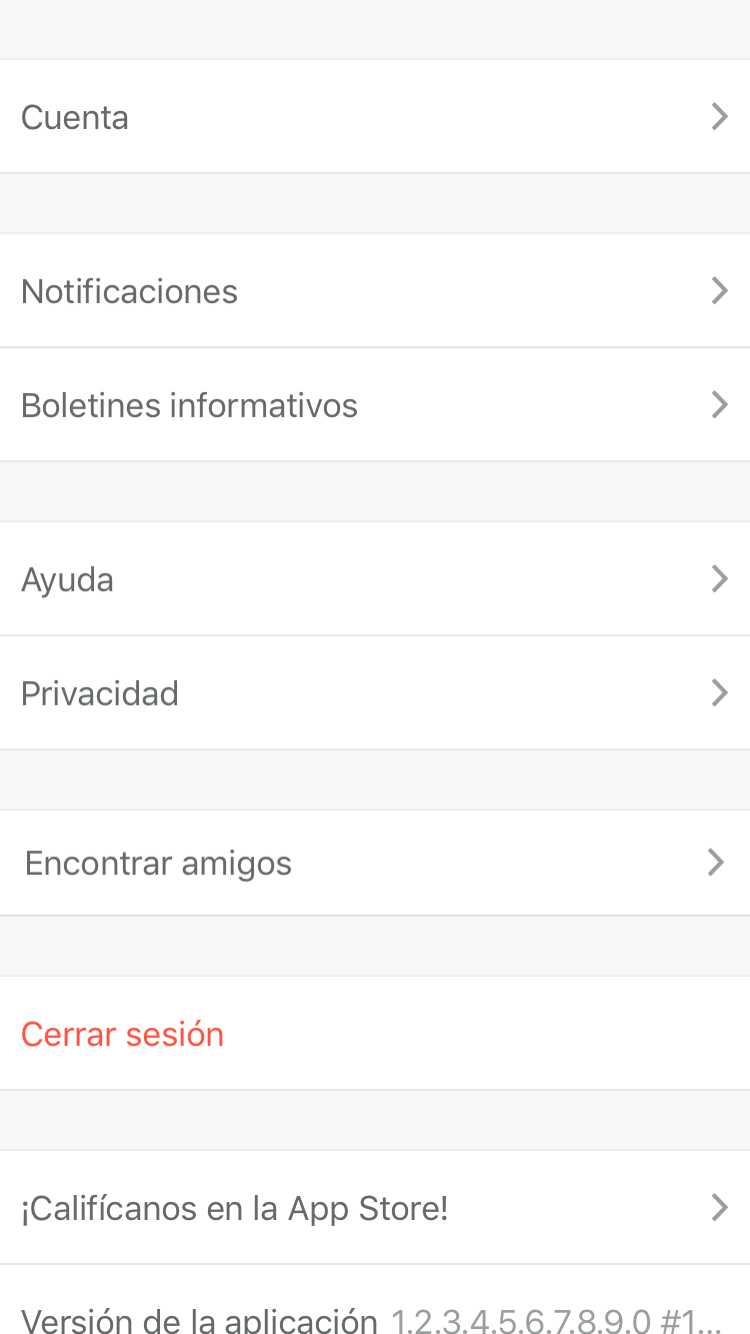 Cuenta
Notificaciones
Boletines informativos
Ayuda
Privacidad
Encontrar amigos
Cerrar sesión
¡Califícanos en la App Store!
Versión de la aplicación 1.2.3.4.5.6.7.8.9.0 #1...